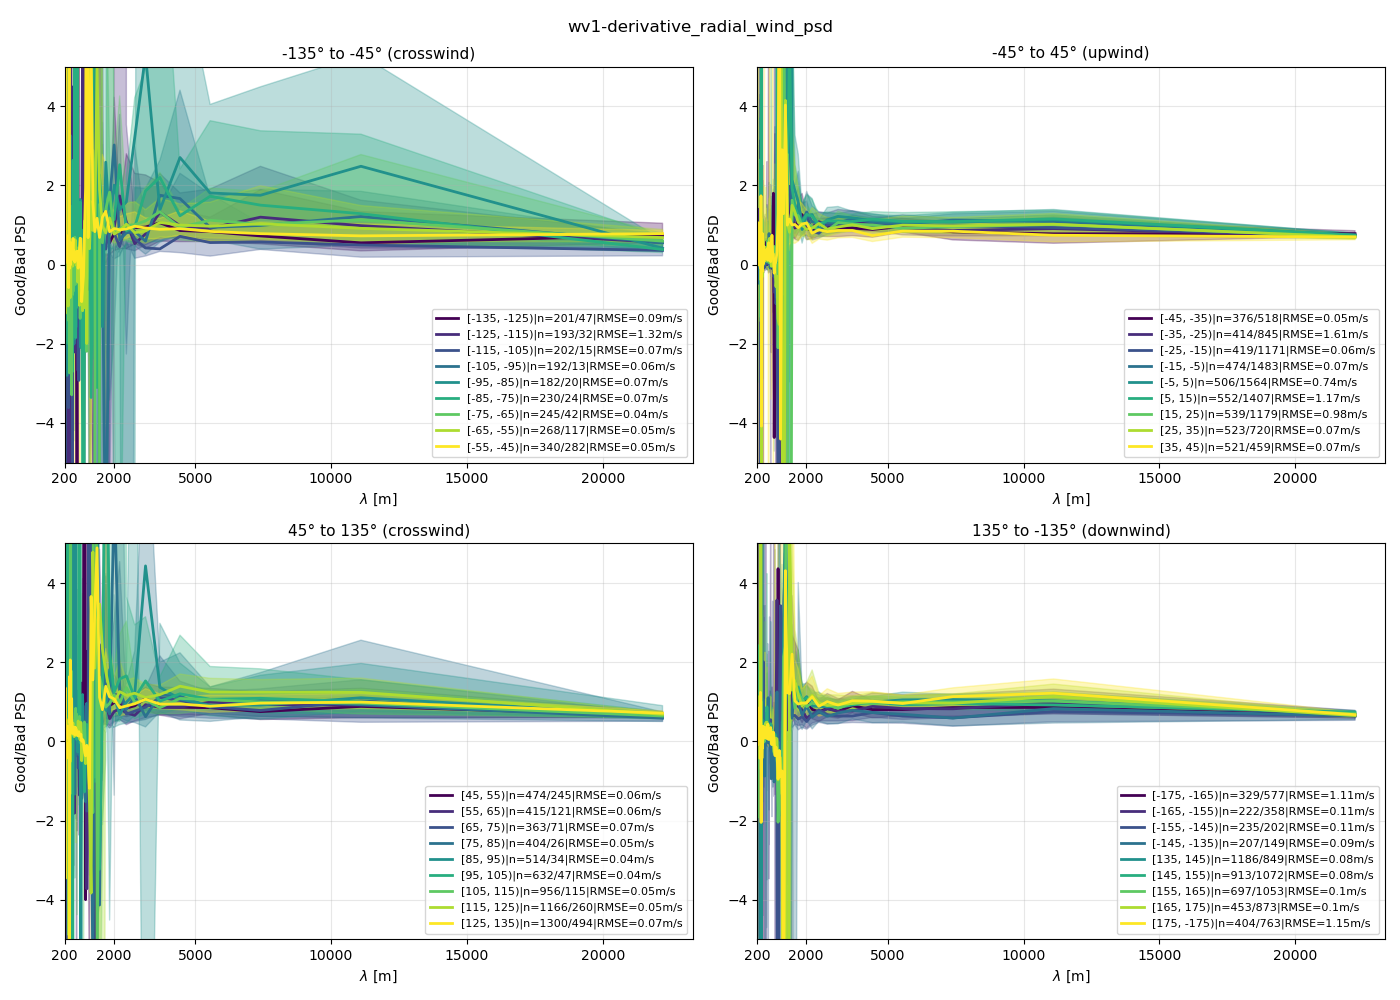 wv1-derivative_radial_wind_psd
-135° to -45° (crosswind)
Good/Bad PSD
4
2
0
−2
−4
[-135, -125)|n=201/47|RMSE=0.09m/s
[-125, -115)|n=193/32|RMSE=1.32m/s
[-115, -105)|n=202/15|RMSE=0.07m/s
[-105, -95)|n=192/13|RMSE=0.06m/s
[-95, -85)|n=182/20|RMSE=0.07m/s
[-85, -75)|n=230/24|RMSE=0.07m/s
[-75, -65)|n=245/42|RMSE=0.04m/s
[-65, -55)|n=268/117|RMSE=0.05m/s
[-55, -45)|n=340/282|RMSE=0.05m/s
200 2000 5000 10000 15000 20000
λ [m]
-45° to 45° (upwind)
Good/Bad PSD
4
2
0
−2
−4
[-45, -35)|n=376/518|RMSE=0.05m/s
[-35, -25)|n=414/845|RMSE=1.61m/s
[-25, -15)|n=419/1171|RMSE=0.06m/s
[-15, -5)|n=474/1483|RMSE=0.07m/s
[-5, 5)|n=506/1564|RMSE=0.74m/s
[5, 15)|n=552/1407|RMSE=1.17m/s
[15, 25)|n=539/1179|RMSE=0.98m/s
[25, 35)|n=523/720|RMSE=0.07m/s
[35, 45)|n=521/459|RMSE=0.07m/s
200 2000 5000 10000 15000 20000
λ [m]
45° to 135° (crosswind)
Good/Bad PSD
4
2
0
−2
−4
[45, 55)|n=474/245|RMSE=0.06m/s
[55, 65)|n=415/121|RMSE=0.06m/s
[65, 75)|n=363/71|RMSE=0.07m/s
[75, 85)|n=404/26|RMSE=0.05m/s
[85, 95)|n=514/34|RMSE=0.04m/s
[95, 105)|n=632/47|RMSE=0.04m/s
[105, 115)|n=956/115|RMSE=0.05m/s
[115, 125)|n=1166/260|RMSE=0.05m/s
[125, 135)|n=1300/494|RMSE=0.07m/s
200 2000 5000 10000 15000 20000
λ [m]
135° to -135° (downwind)
Good/Bad PSD
4
2
0
−2
−4
[-175, -165)|n=329/577|RMSE=1.11m/s
[-165, -155)|n=222/358|RMSE=0.11m/s
[-155, -145)|n=235/202|RMSE=0.11m/s
[-145, -135)|n=207/149|RMSE=0.09m/s
[135, 145)|n=1186/849|RMSE=0.08m/s
[145, 155)|n=913/1072|RMSE=0.08m/s
[155, 165)|n=697/1053|RMSE=0.1m/s
[165, 175)|n=453/873|RMSE=0.1m/s
[175, -175)|n=404/763|RMSE=1.15m/s
200 2000 5000 10000 15000 20000
λ [m]